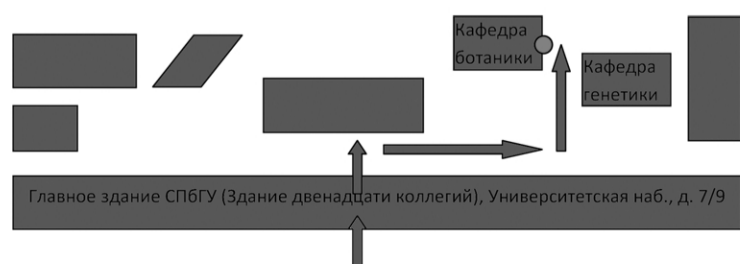 Кафедра
ботаники
Кафедра
генетики
Главное здание СПбГУ (Здание двенадцати коллегий), Университетская наб., д. 7/9